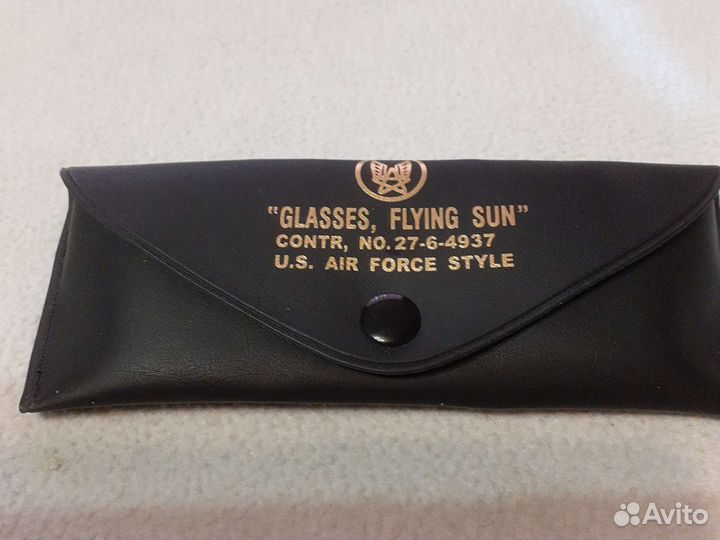 "GLASSES, FLYING SUN"
CONTR, NO. 27-6-4937
U.S. AIR FORCE STYLE
Avito